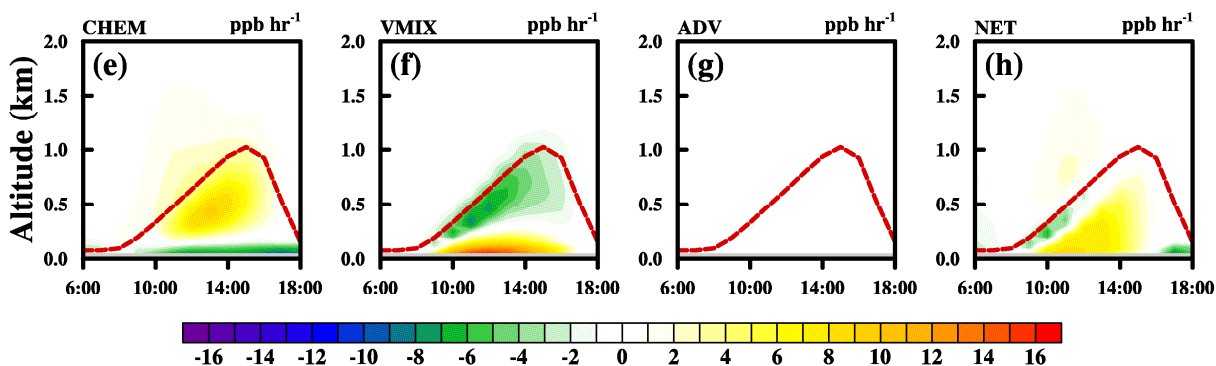 CHEM ppb hr⁻¹ VMIX ppb hr⁻¹ ADV ppb hr⁻¹ NET ppb hr⁻¹
2.0 (e) 2.0 (f) 2.0 (g) 2.0 (h)
1.5 1.5 1.5 1.5
1.0 1.0 1.0 1.0
0.5 0.5 0.5 0.5
0.0 0.0 0.0 0.0
Altitude (km)
6:00 10:00 14:00 18:00 6:00 10:00 14:00 18:00 6:00 10:00 14:00 18:00 6:00 10:00 14:00 18:00
-16 -14 -12 -10 -8 -6 -4 -2 0 2 4 6 8 10 12 14 16